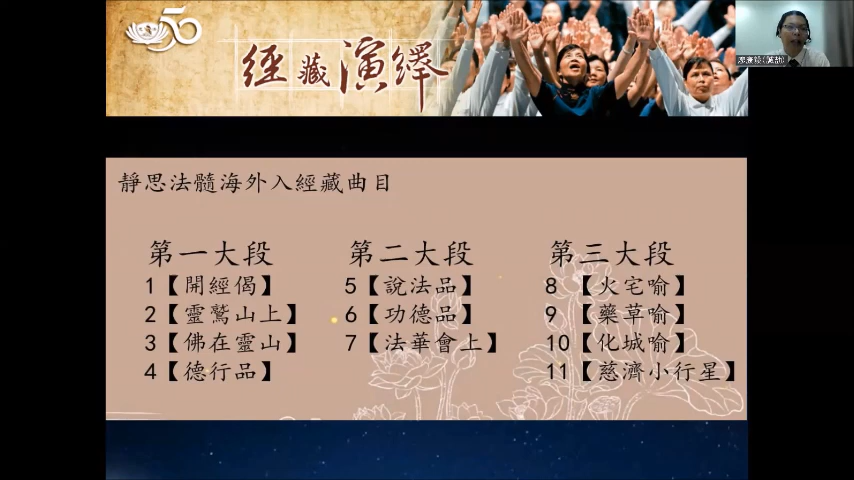 50
經藏演繹
靜思法髓海外入經藏曲目
第一大段
1【開經偈】
2【靈鷲山上】
3【佛在靈山】
4【德行品】
第二大段
5【說法品】
6【功德品】
7【法華會上】
第三大段
8【火宅喻】
9【藥草喻】
10【化城喻】
11【慈濟小行星】